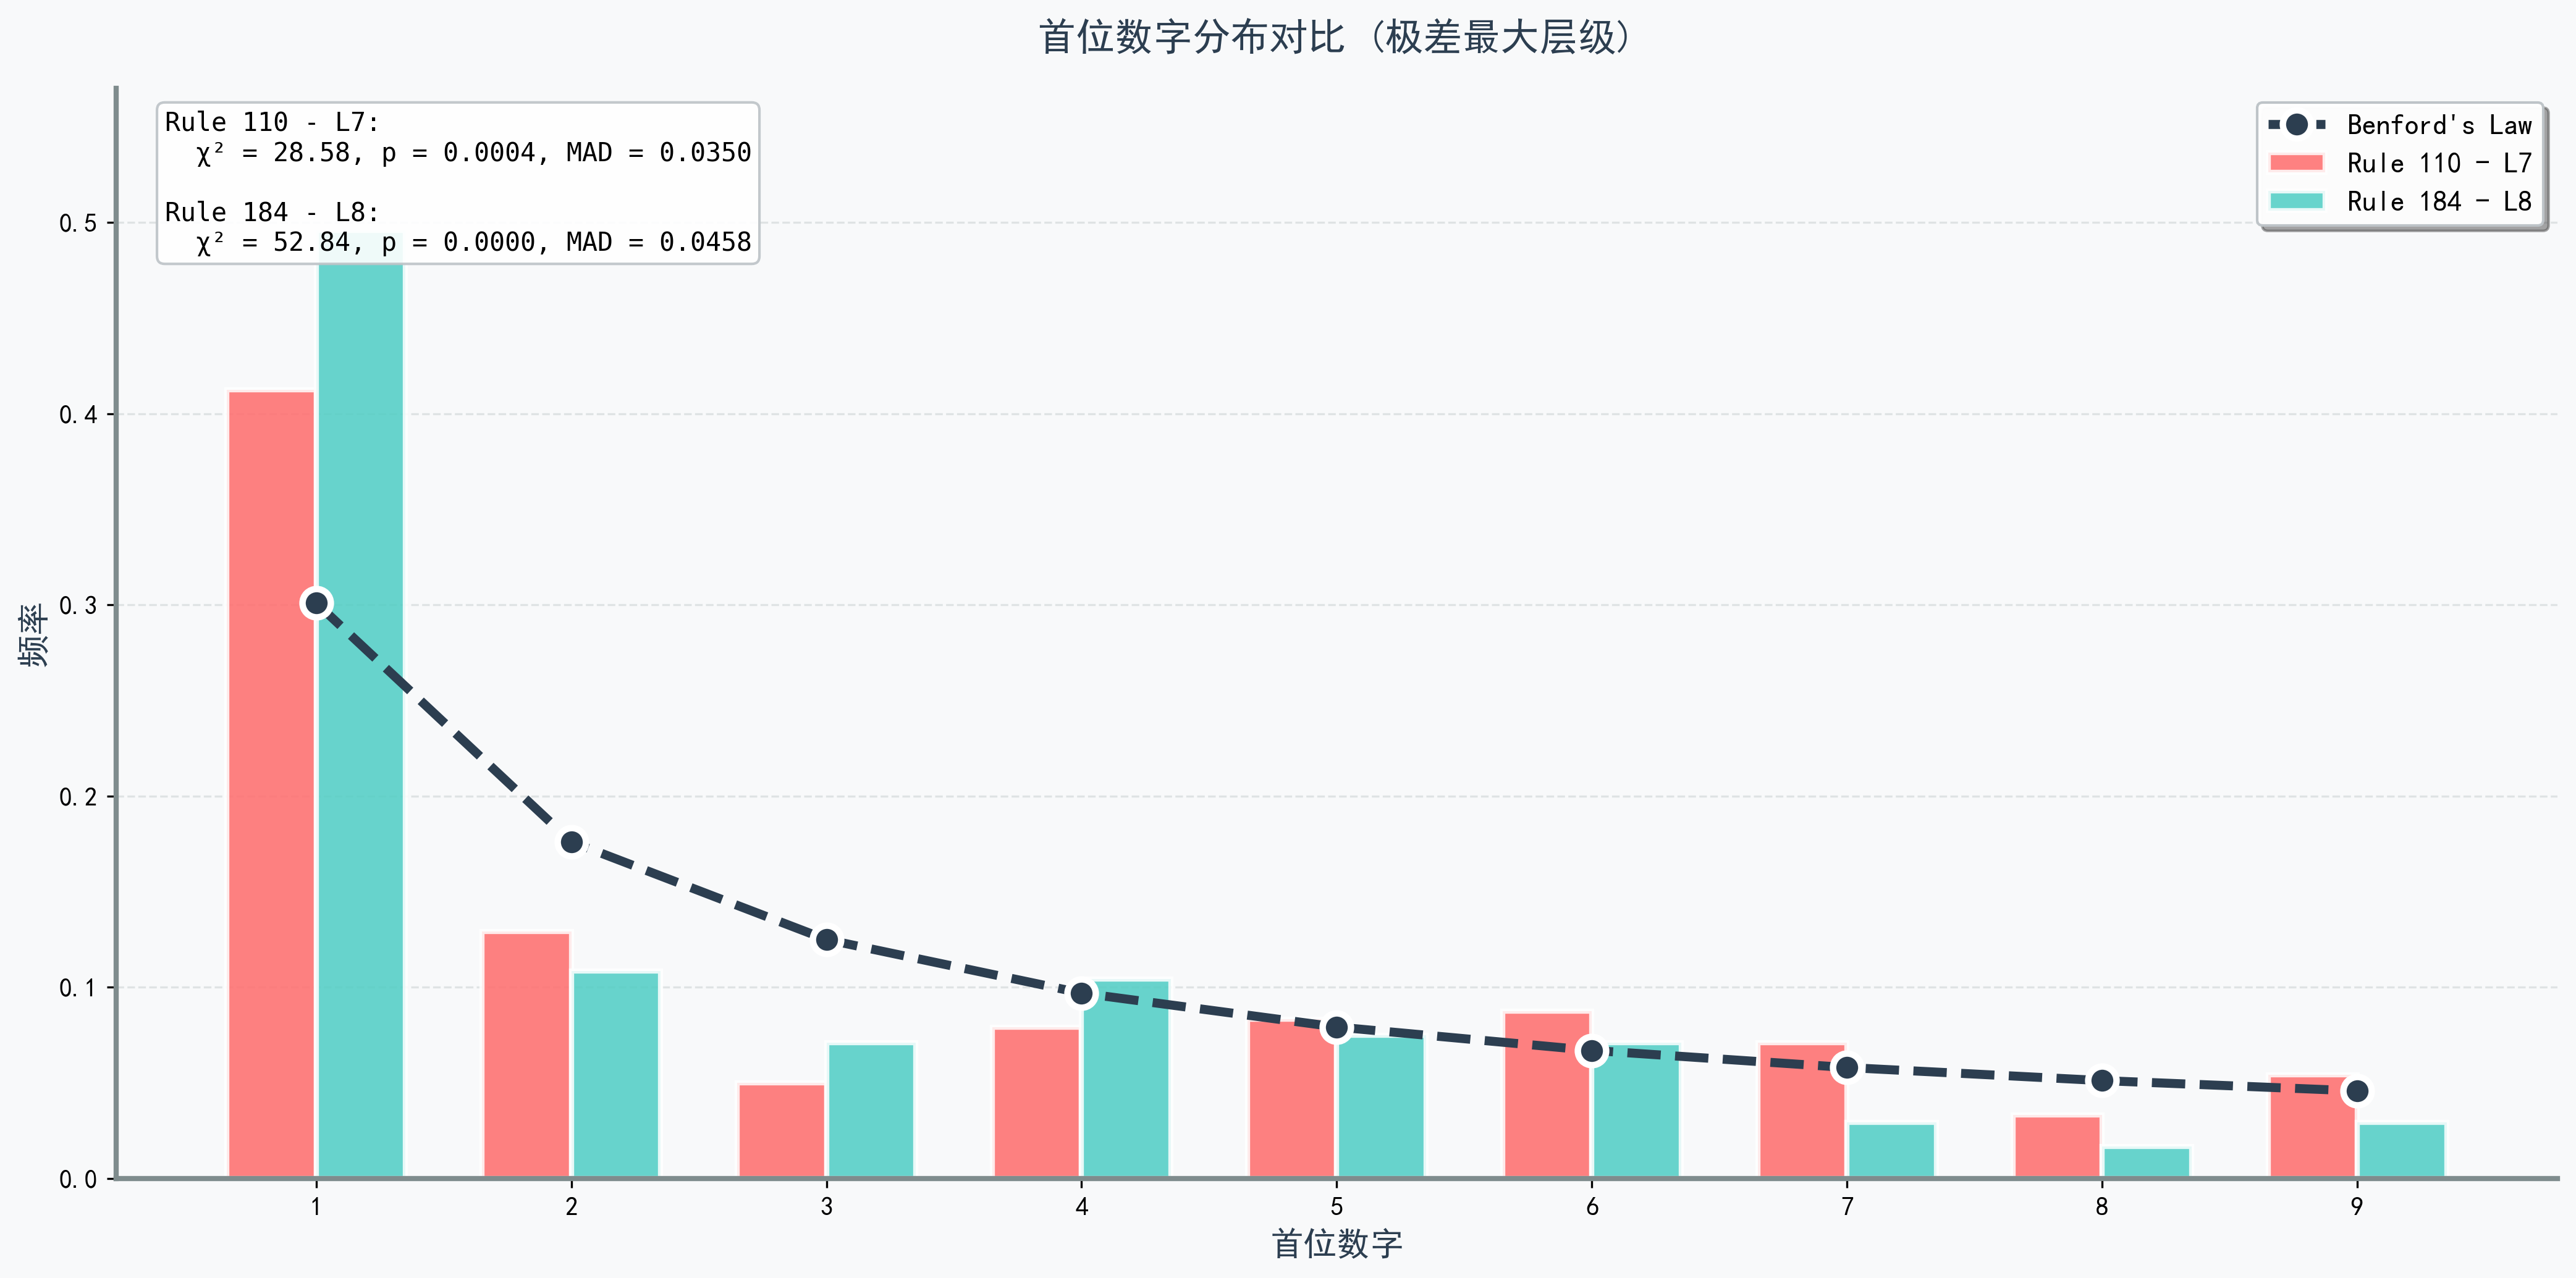 首位数字分布对比 (极差最大层级)
Rule 110 - L7:
χ² = 28.58, p = 0.0004, MAD = 0.0350
Rule 184 - L8:
χ² = 52.84, p = 0.0000, MAD = 0.0458
Benford's Law
Rule 110 - L7
Rule 184 - L8
频率
0.5
0.4
0.3
0.2
0.1
0.0
1 2 3 4 5 6 7 8 9
首位数字